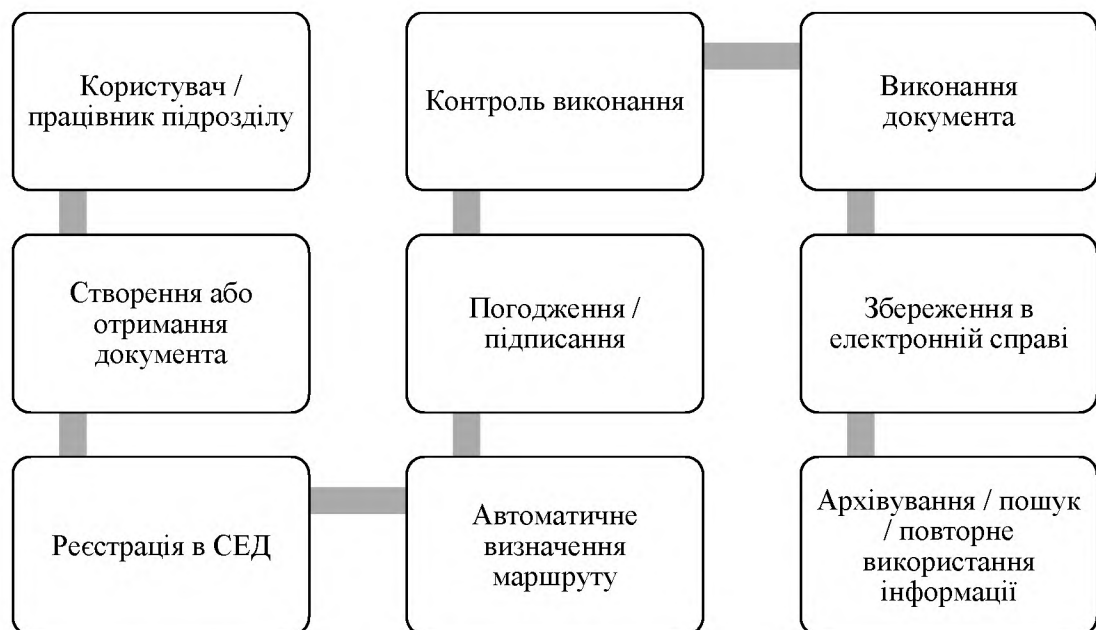 Користувач /
працівник підрозділу
Створення або
отримання
документа
Реєстрація в СЕД
Автоматичне
визначення
маршруту
Погодження /
підписання
Контроль виконання
Виконання
документа
Збереження в
електронній справі
Архівування / пошук
/ повторне
використання
інформації